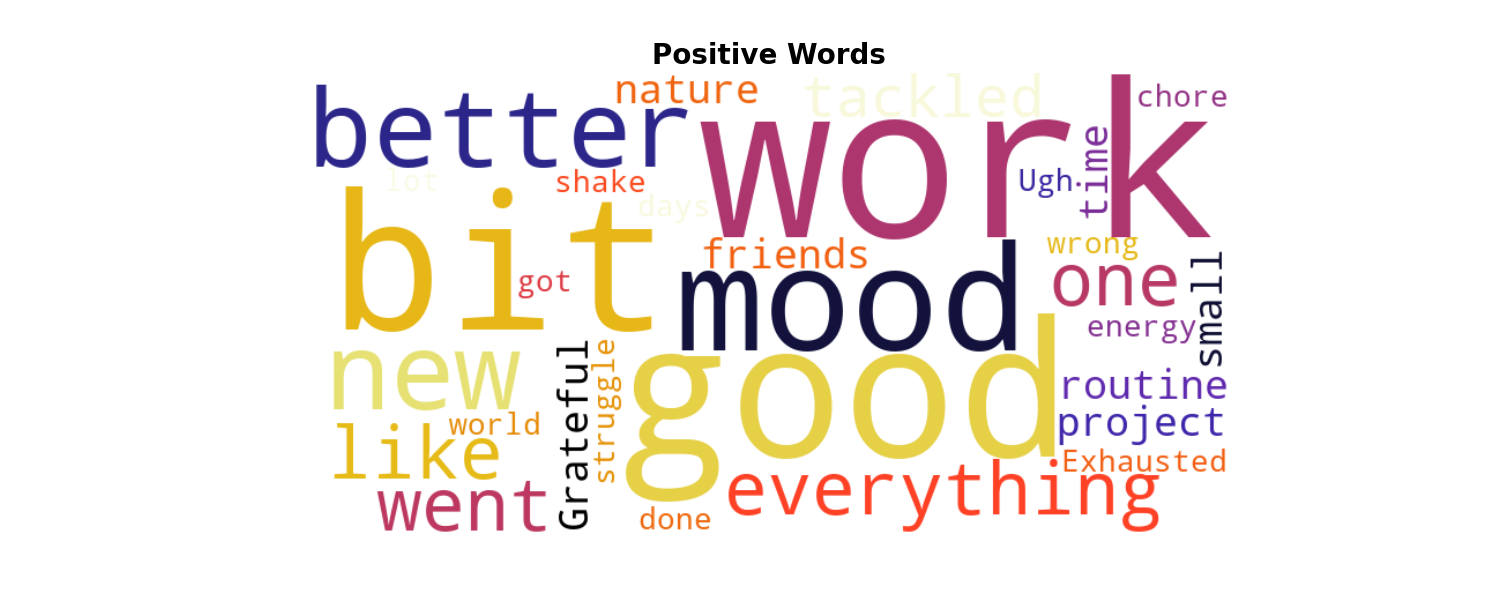 Positive Words
nature
tackled
chore
better
work
time
lot
shake
Ugh
days
bit
friends
wrong
got
mood
one
small
energy
new
Grateful
struggle
good
routine
world
project
like
Exhausted
everything
went
done